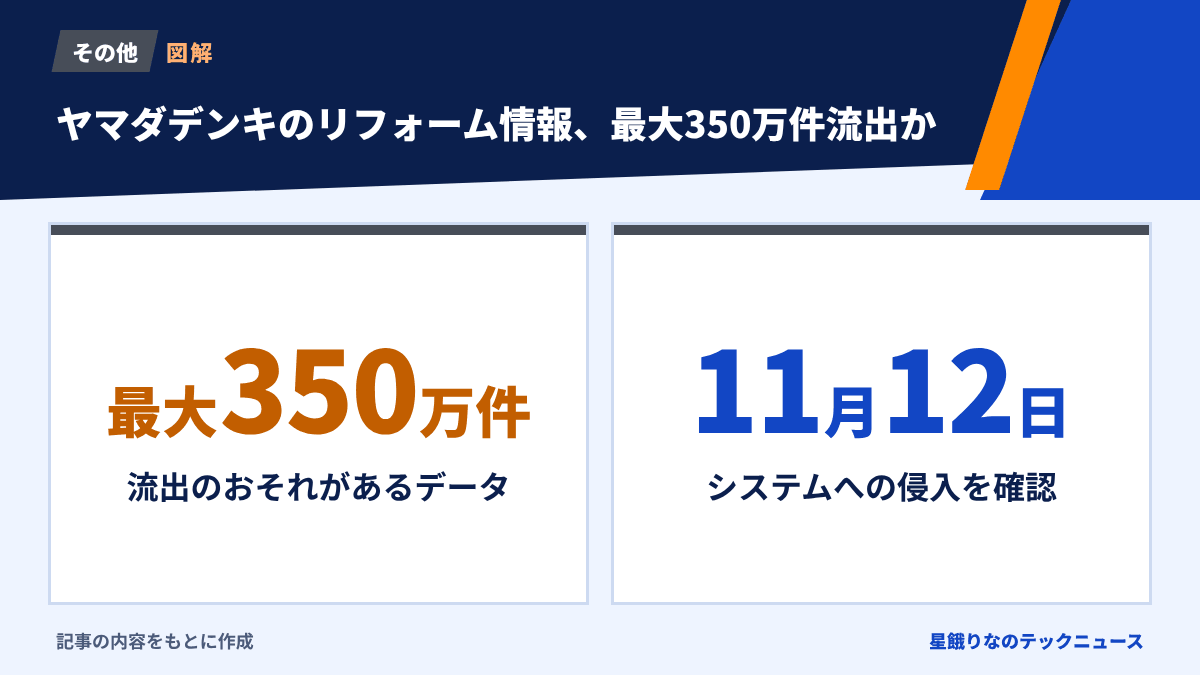 その他 図解
ヤマダデンキのリフォーム情報、最大350万件流出か
最大350万件
流出のおそれがあるデータ
11月12日
システムへの侵入を確認
記事の内容をもとに作成
星餓りなのテックニュース